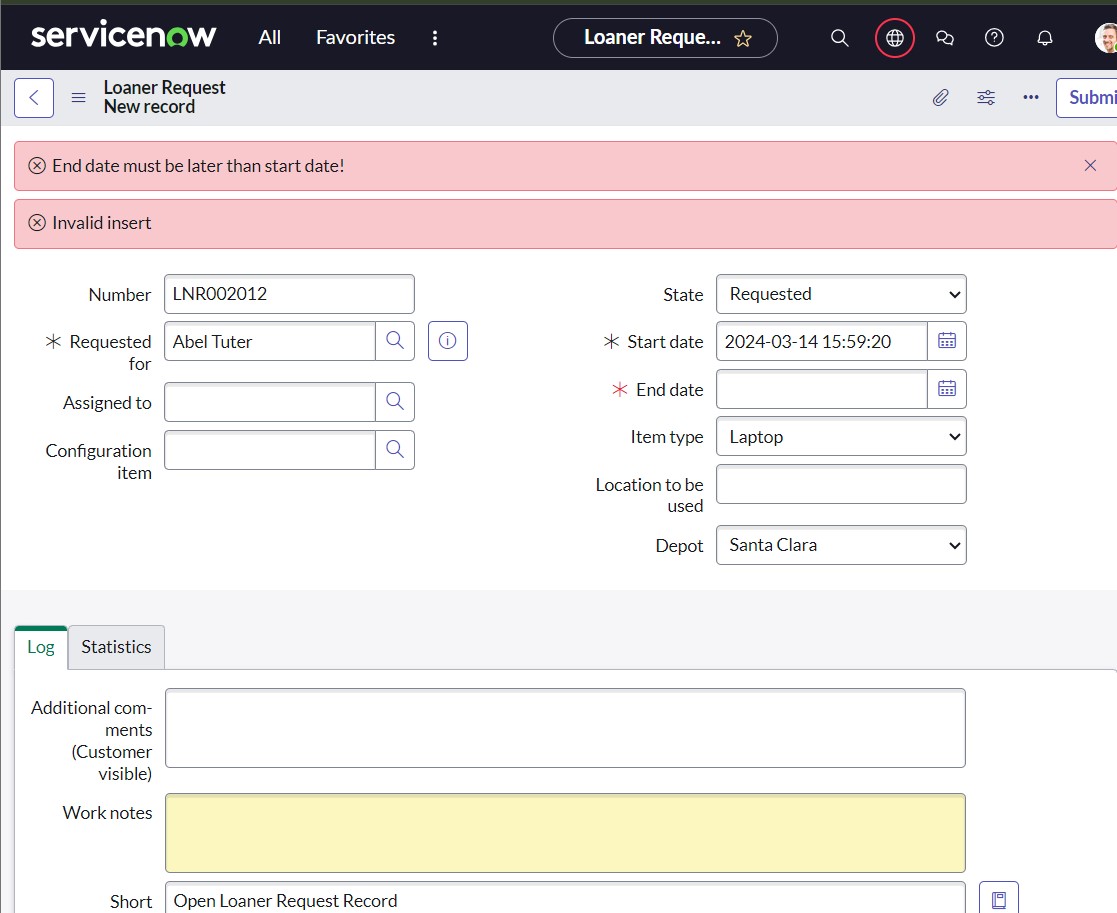 servicenow All Favorites Loaner Reque...
Loaner Request
New record
Submi
End date must be later than start date!
Invalid insert
Number LNR002012
State Requested
Requested for Abel Tuter
Start date 2024-03-14 15:59:20
Assigned to
End date
Configuration item
Item type Laptop
Location to be used
Depot Santa Clara
Log Statistics
Additional com-
ments
(Customer
visible)
Work notes
Short Open Loaner Request Record